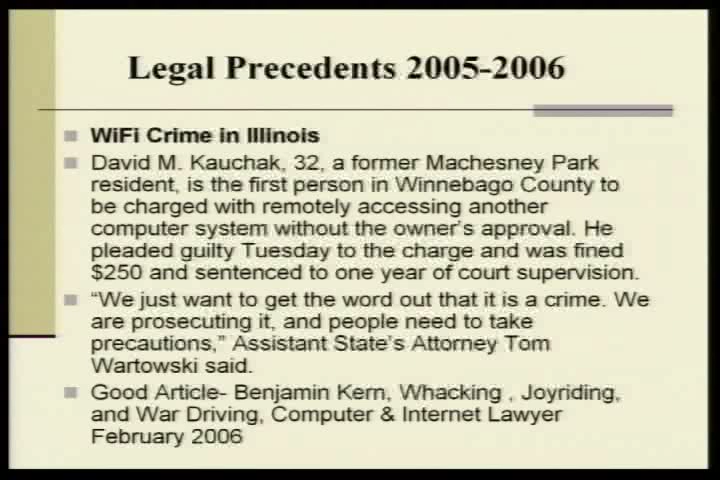 Legal Precedents 2005-2006
WiFi Crime in Illinois
David M. Kauchak, 32, a former Machesney Park
resident, is the first person in Winnebago County to
be charged with remotely accessing another
computer system without the owner's approval. He
pleaded guilty Tuesday to the charge and was fined
$250 and sentenced to one year of court supervision.
“We just want to get the word out that it is a crime. We
are prosecuting it, and people need to take
precautions,” Assistant State's Attorney Tom
Wartowski said.
Good Article- Benjamin Kern, Whacking , Joyriding,
and War Driving, Computer & Internet Lawyer
February 2006